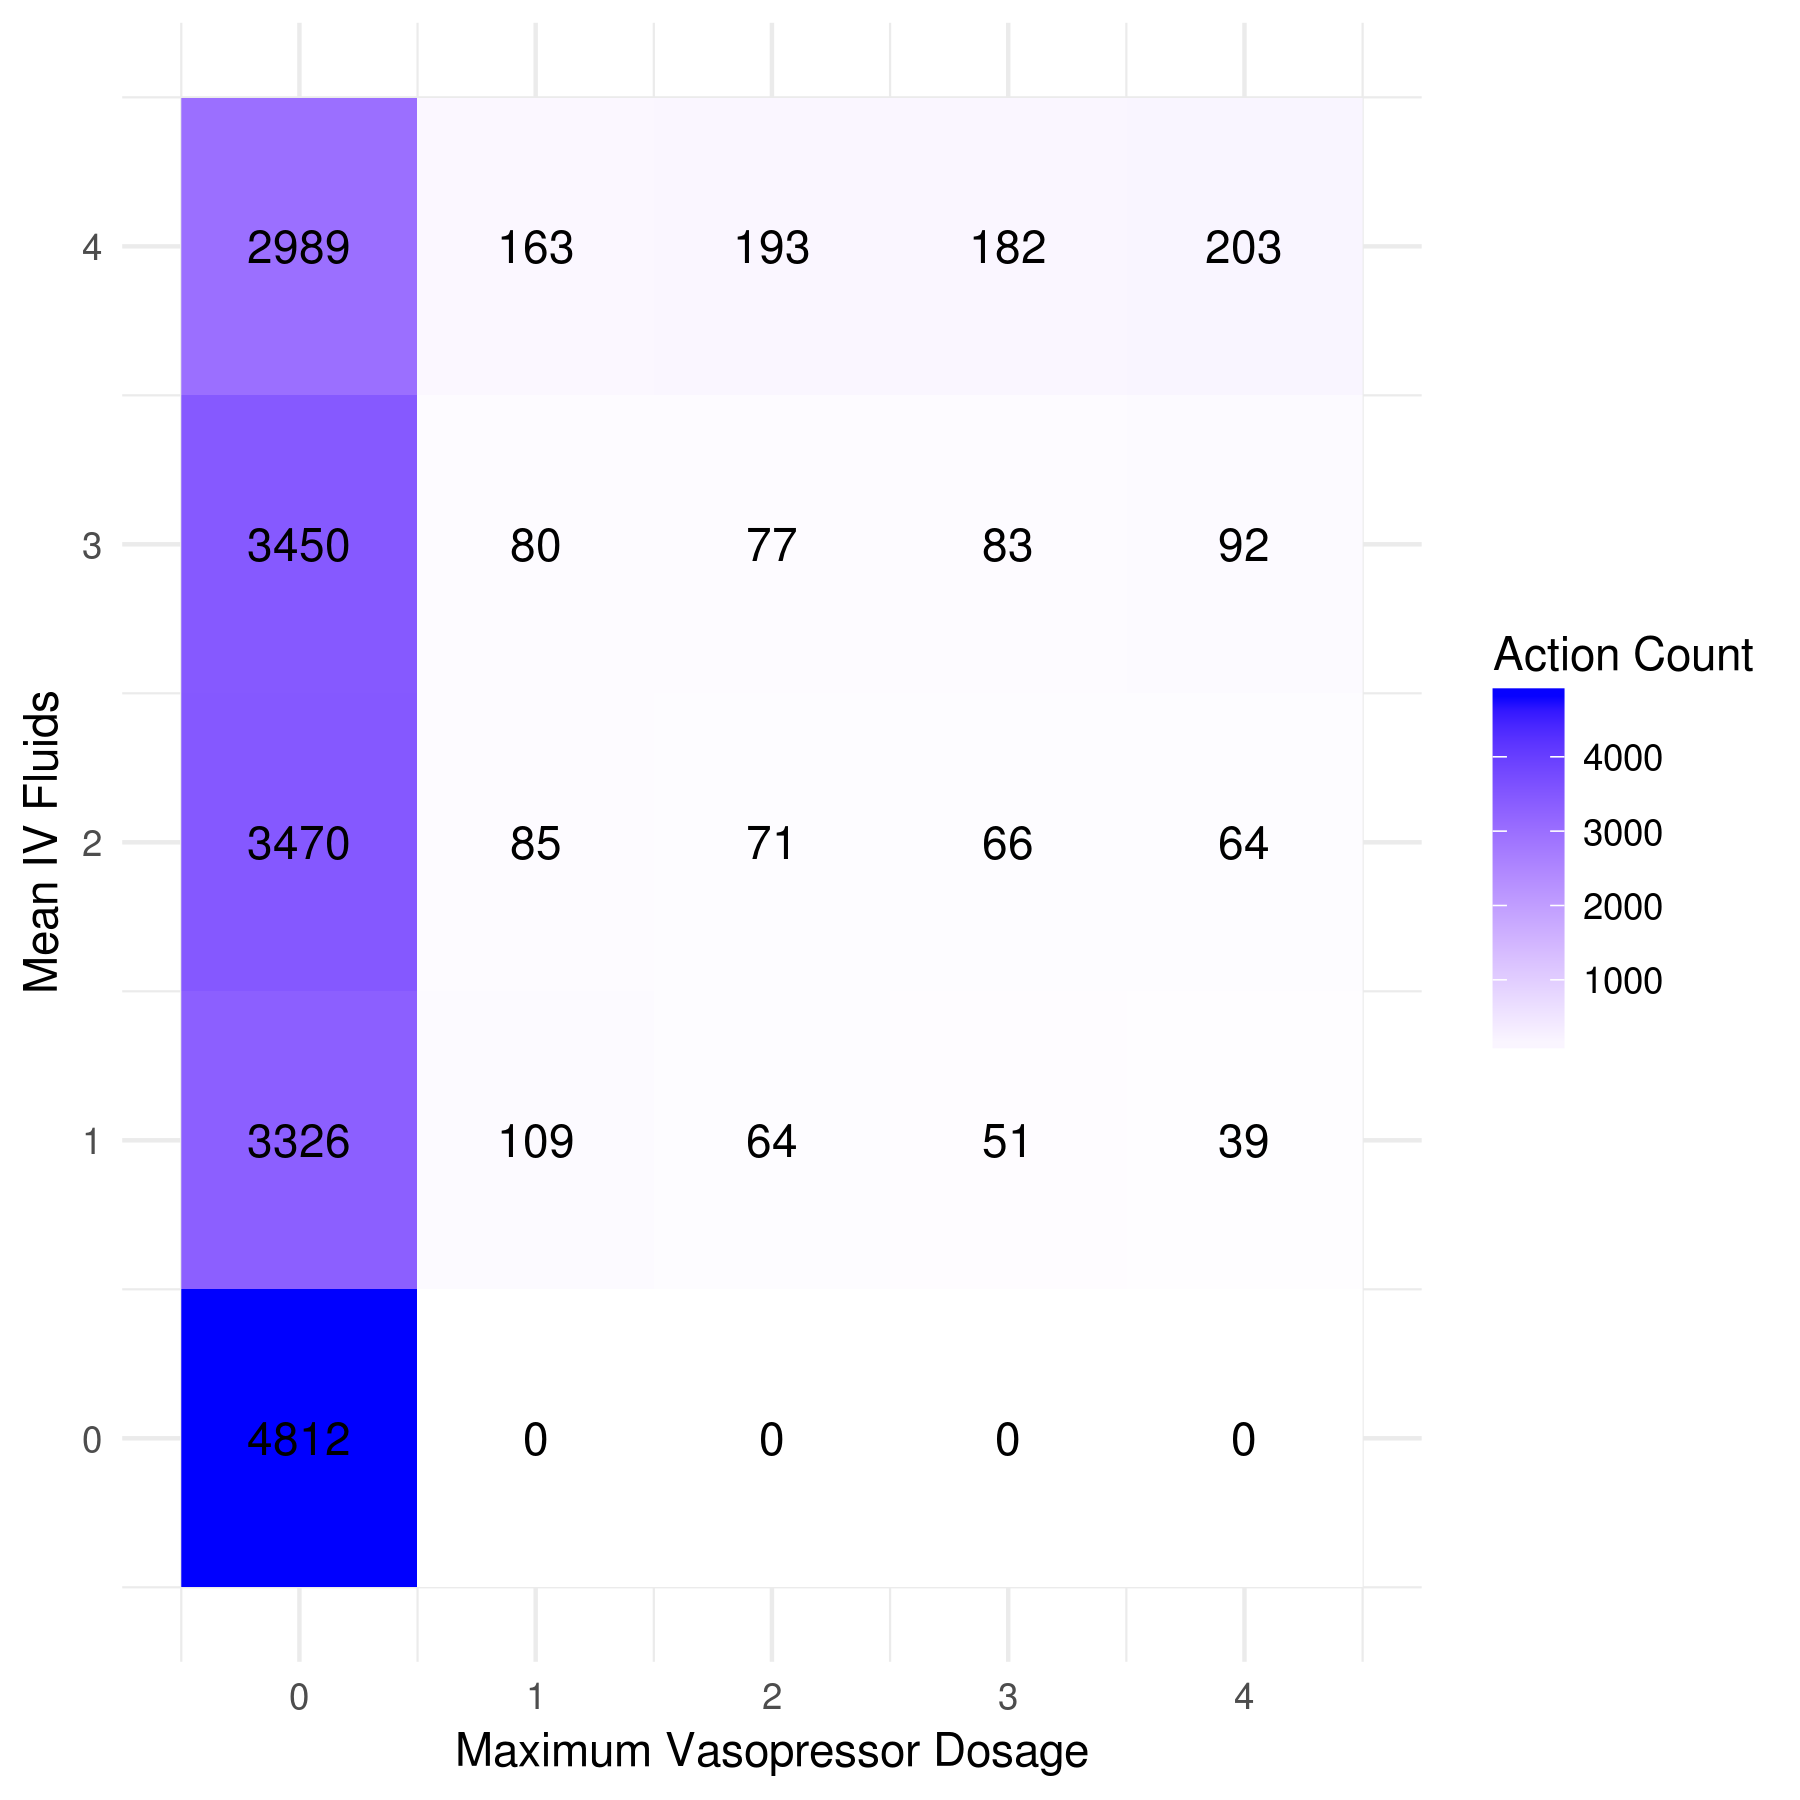 4 2989 163 193 182 203
3 3450 80 77 83 92
2 3470 85 71 66 64
1 3326 109 64 51 39
0 4812 0 0 0 0
0 1 2 3 4
Maximum Vasopressor Dosage
Mean IV Fluids
Action Count
4000
3000
2000
1000